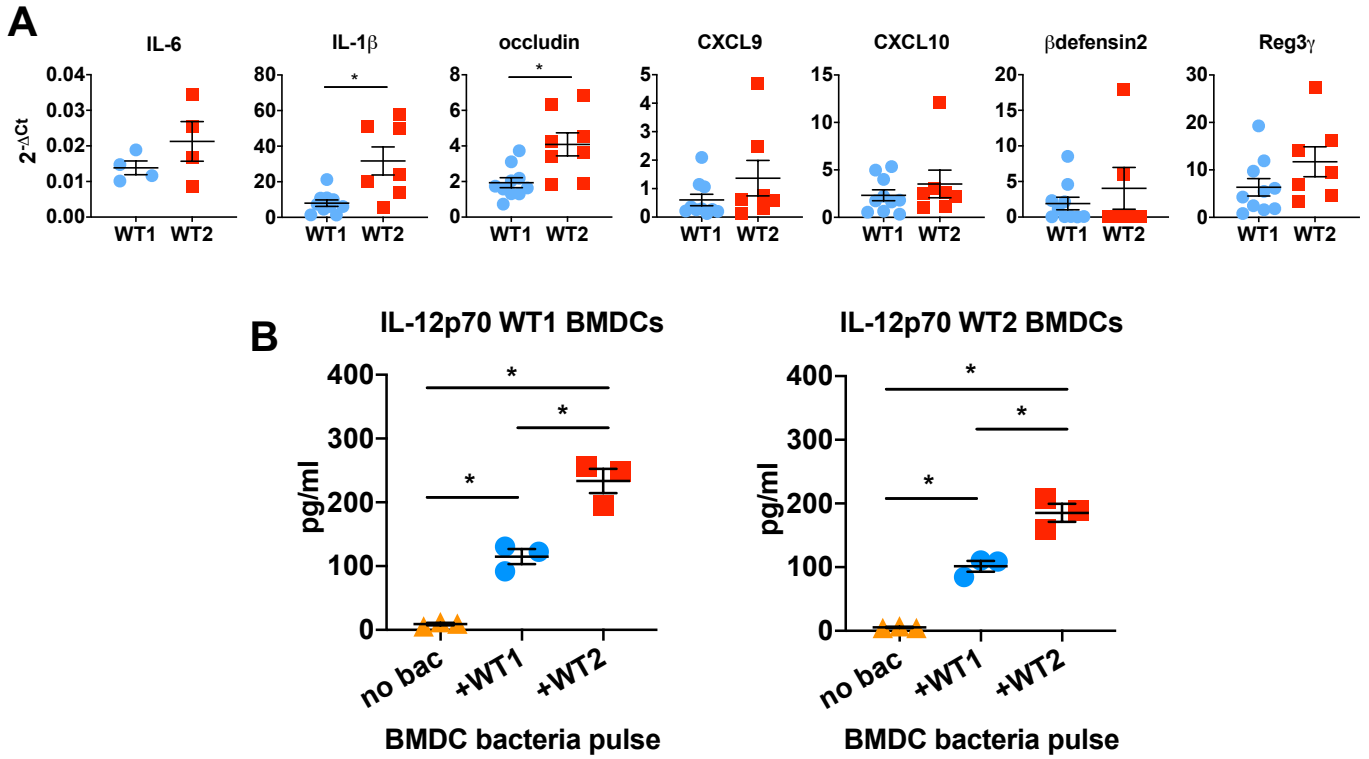 A
IL-6 IL-1β occludin CXCL9 CXCL10 βdefensin2 Reg3γ
2^-ΔCt
0.04 0.03 0.02 0.01 0.00
WT1 WT2
80 60 40 20 0
*
WT1 WT2
8 6 4 2 0
*
WT1 WT2
5 4 3 2 1 0
WT1 WT2
15 10 5 0
WT1 WT2
20 15 10 5 0
WT1 WT2
30 20 10 0
WT1 WT2
B
IL-12p70 WT1 BMDCs
pg/ml
400
300
200
100
0
*
*
*
no bac +WT1 +WT2
BMDC bacteria pulse
IL-12p70 WT2 BMDCs
pg/ml
400
300
200
100
0
*
*
*
no bac +WT1 +WT2
BMDC bacteria pulse